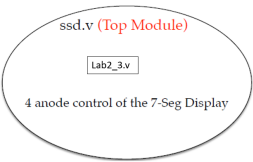 ssd.v (Top Module)
Lab2_3.v
4 anode control of the 7-Seg Display